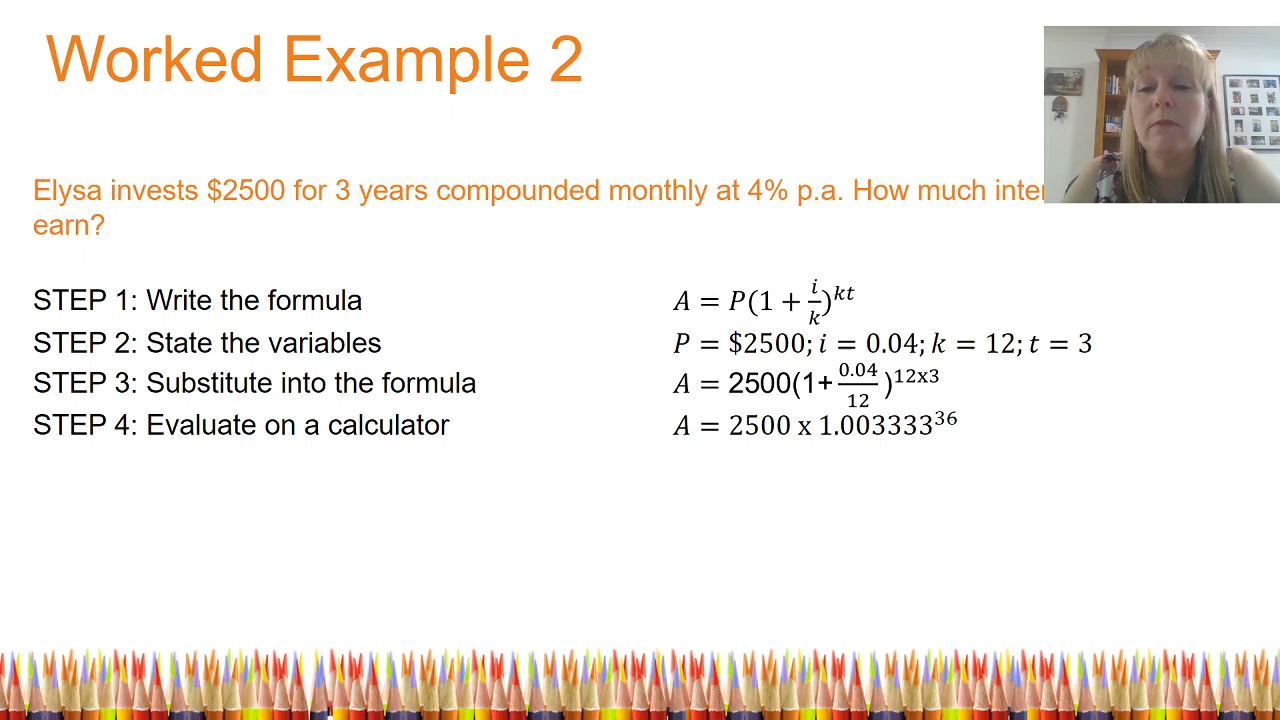 Worked Example 2
Elysa invests $2500 for 3 years compounded monthly at 4% p.a. How much
earn?
STEP 1: Write the formula
A = P(1 + i/k)^kt
STEP 2: State the variables
P = $2500; i = 0.04; k = 12; t = 3
STEP 3: Substitute into the formula
A = 2500(1+ 0.04/12 )^12x3
STEP 4: Evaluate on a calculator
A = 2500 x 1.003333^36